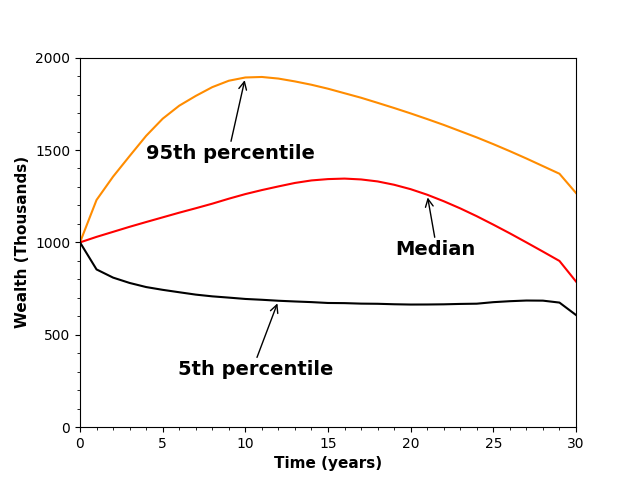 2000
1500
1000
500
0
Wealth (Thousands)
95th percentile
Median
5th percentile
0 5 10 15 20 25 30
Time (years)